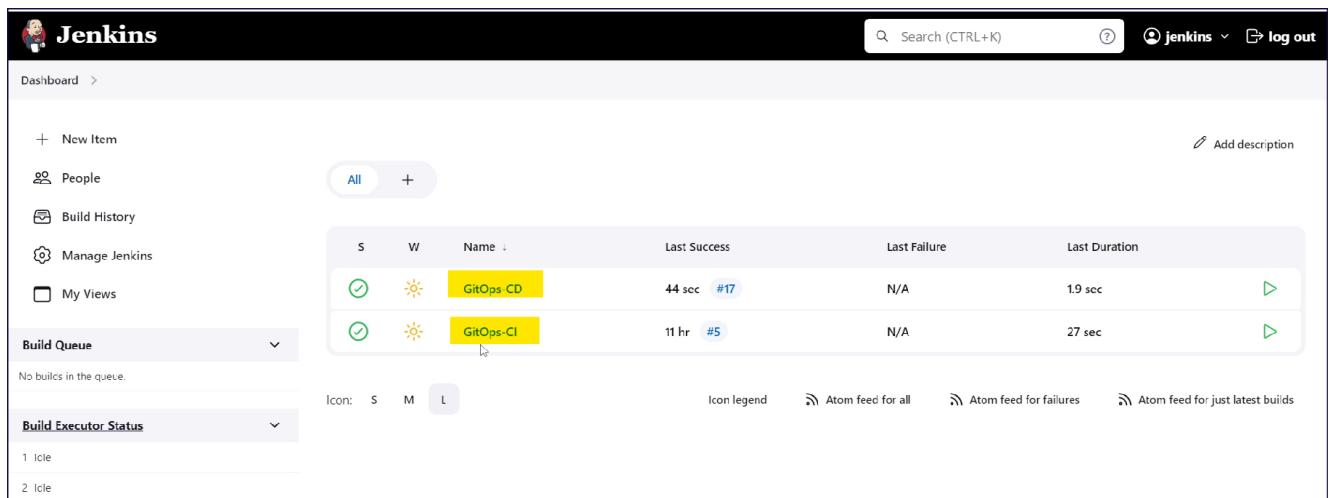 Jenkins
Search (CTRL+K)
?
jenkins
log out
Dashboard >
+ New Item
People
Build History
Manage Jenkins
My Views
Add description
All +
S W Name ↓ Last Success Last Failure Last Duration
GitOps-CD 44 sec #17 N/A 1.9 sec
GitOps-CI 11 hr #5 N/A 27 sec
Build Queue
No builds in the queue.
Icon: S M L Icon legend Atom feed for all Atom feed for failures Atom feed for just latest builds
Build Executor Status
1 Idle
2 Idle